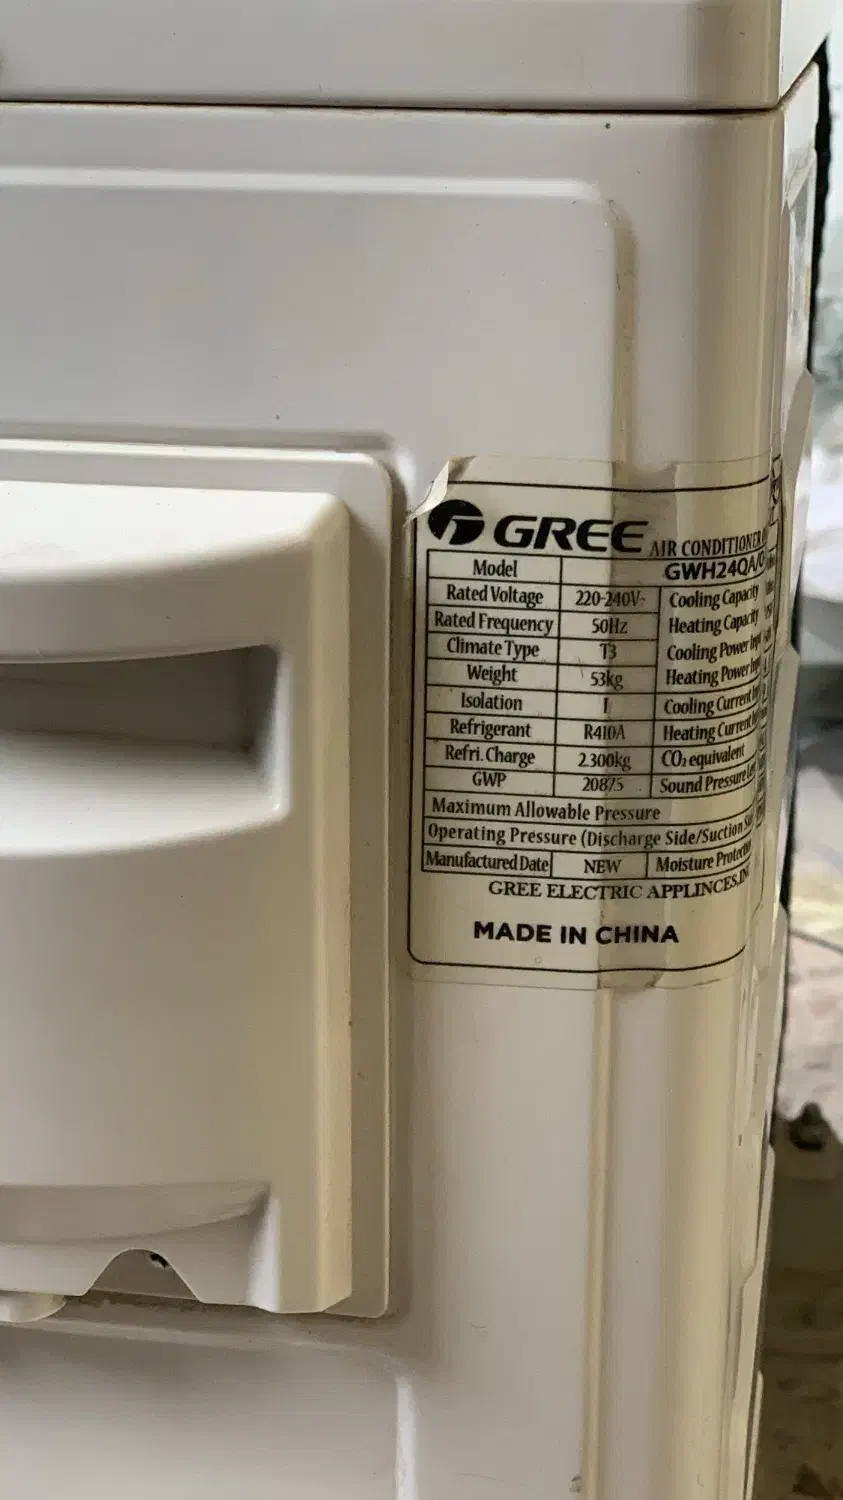 GREE AIR CONDITIONER
Model GWH24QA/
Rated Voltage 220-240V~ Cooling Capacity
Rated Frequency 50Hz Heating Capacity
Climate Type T3 Cooling Power
Weight 53kg Heating Power
Isolation I Cooling Current
Refrigerant R410A Heating Current
Refri. Charge 2.300kg CO₂ equivalent
GWP 2087.5 Sound Pressure
Maximum Allowable Pressure
Operating Pressure (Discharge Side/Suction
Manufactured Date NEW Moisture
GREE ELECTRIC APPLINCES,
MADE IN CHINA